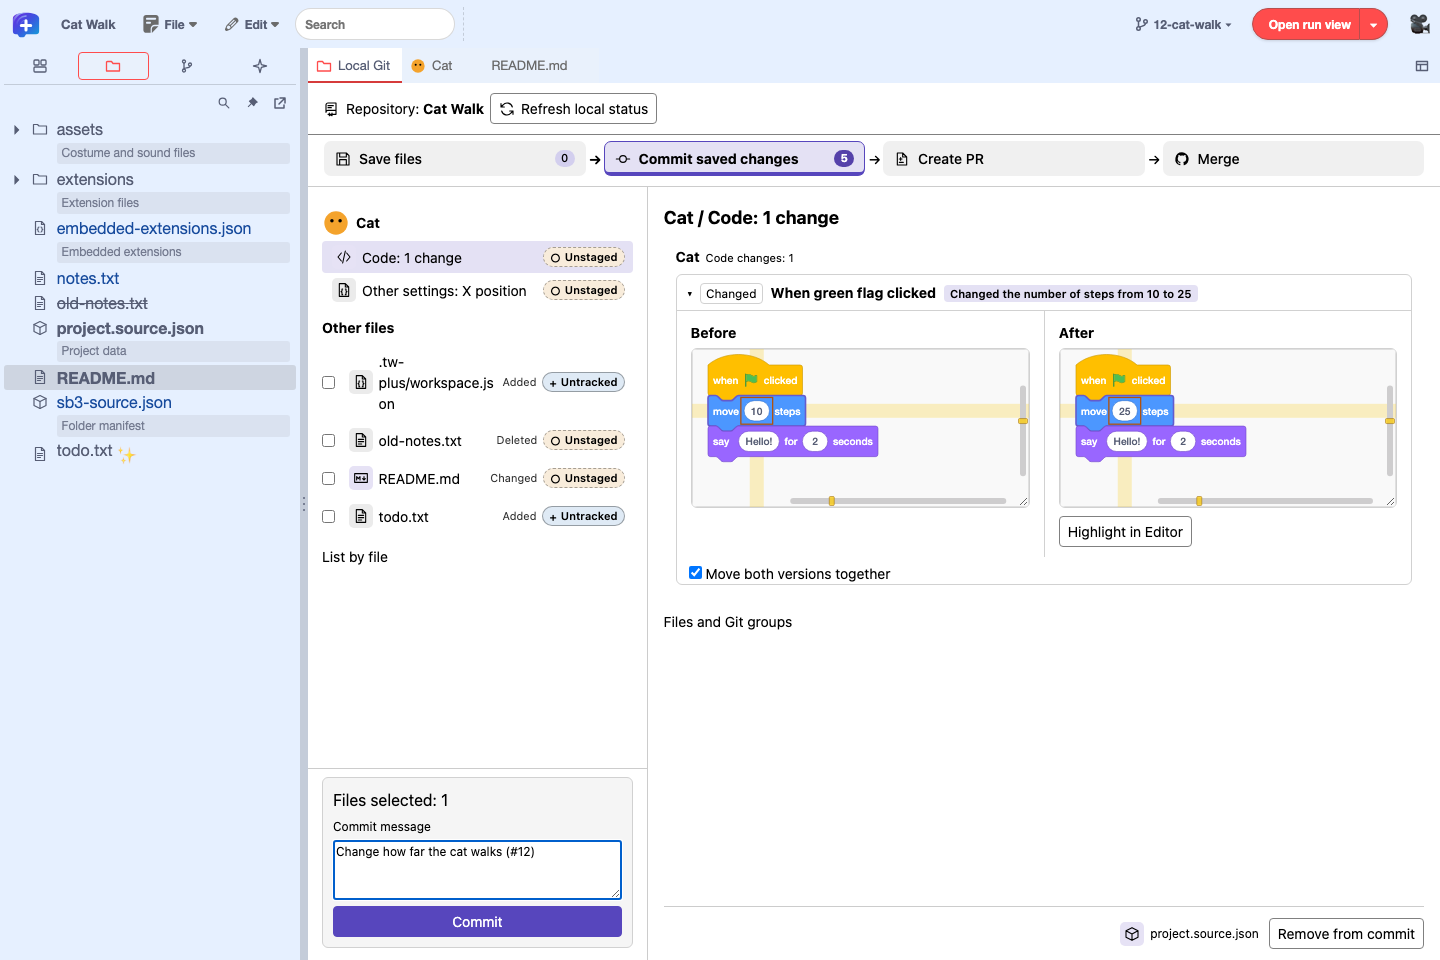 Cat Walk
File
Edit
Search
12-cat-walk
Open run view
Local Git
Cat
README.md
assets
Costume and sound files
extensions
Extension files
embedded-extensions.json
Embedded extensions
notes.txt
old-notes.txt
project.source.json
Project data
README.md
sb3-source.json
Folder manifest
todo.txt
Repository: Cat Walk
Refresh local status
Save files
0
Commit saved changes
5
Create PR
Merge
Cat
Code: 1 change
Unstaged
Other settings: X position
Unstaged
Other files
.tw-
plus/workspace.js
on
Added
+ Untracked
old-notes.txt
Deleted
Unstaged
README.md
Changed
Unstaged
todo.txt
Added
+ Untracked
List by file
Files selected: 1
Commit message
Change how far the cat walks (#12)
Commit
Cat / Code: 1 change
Cat Code changes: 1
Changed
When green flag clicked
Changed the number of steps from 10 to 25
Before
when clicked
move 10 steps
say Hello! for 2 seconds
After
when clicked
move 25 steps
say Hello! for 2 seconds
Highlight in Editor
Move both versions together
Files and Git groups
project.source.json
Remove from commit